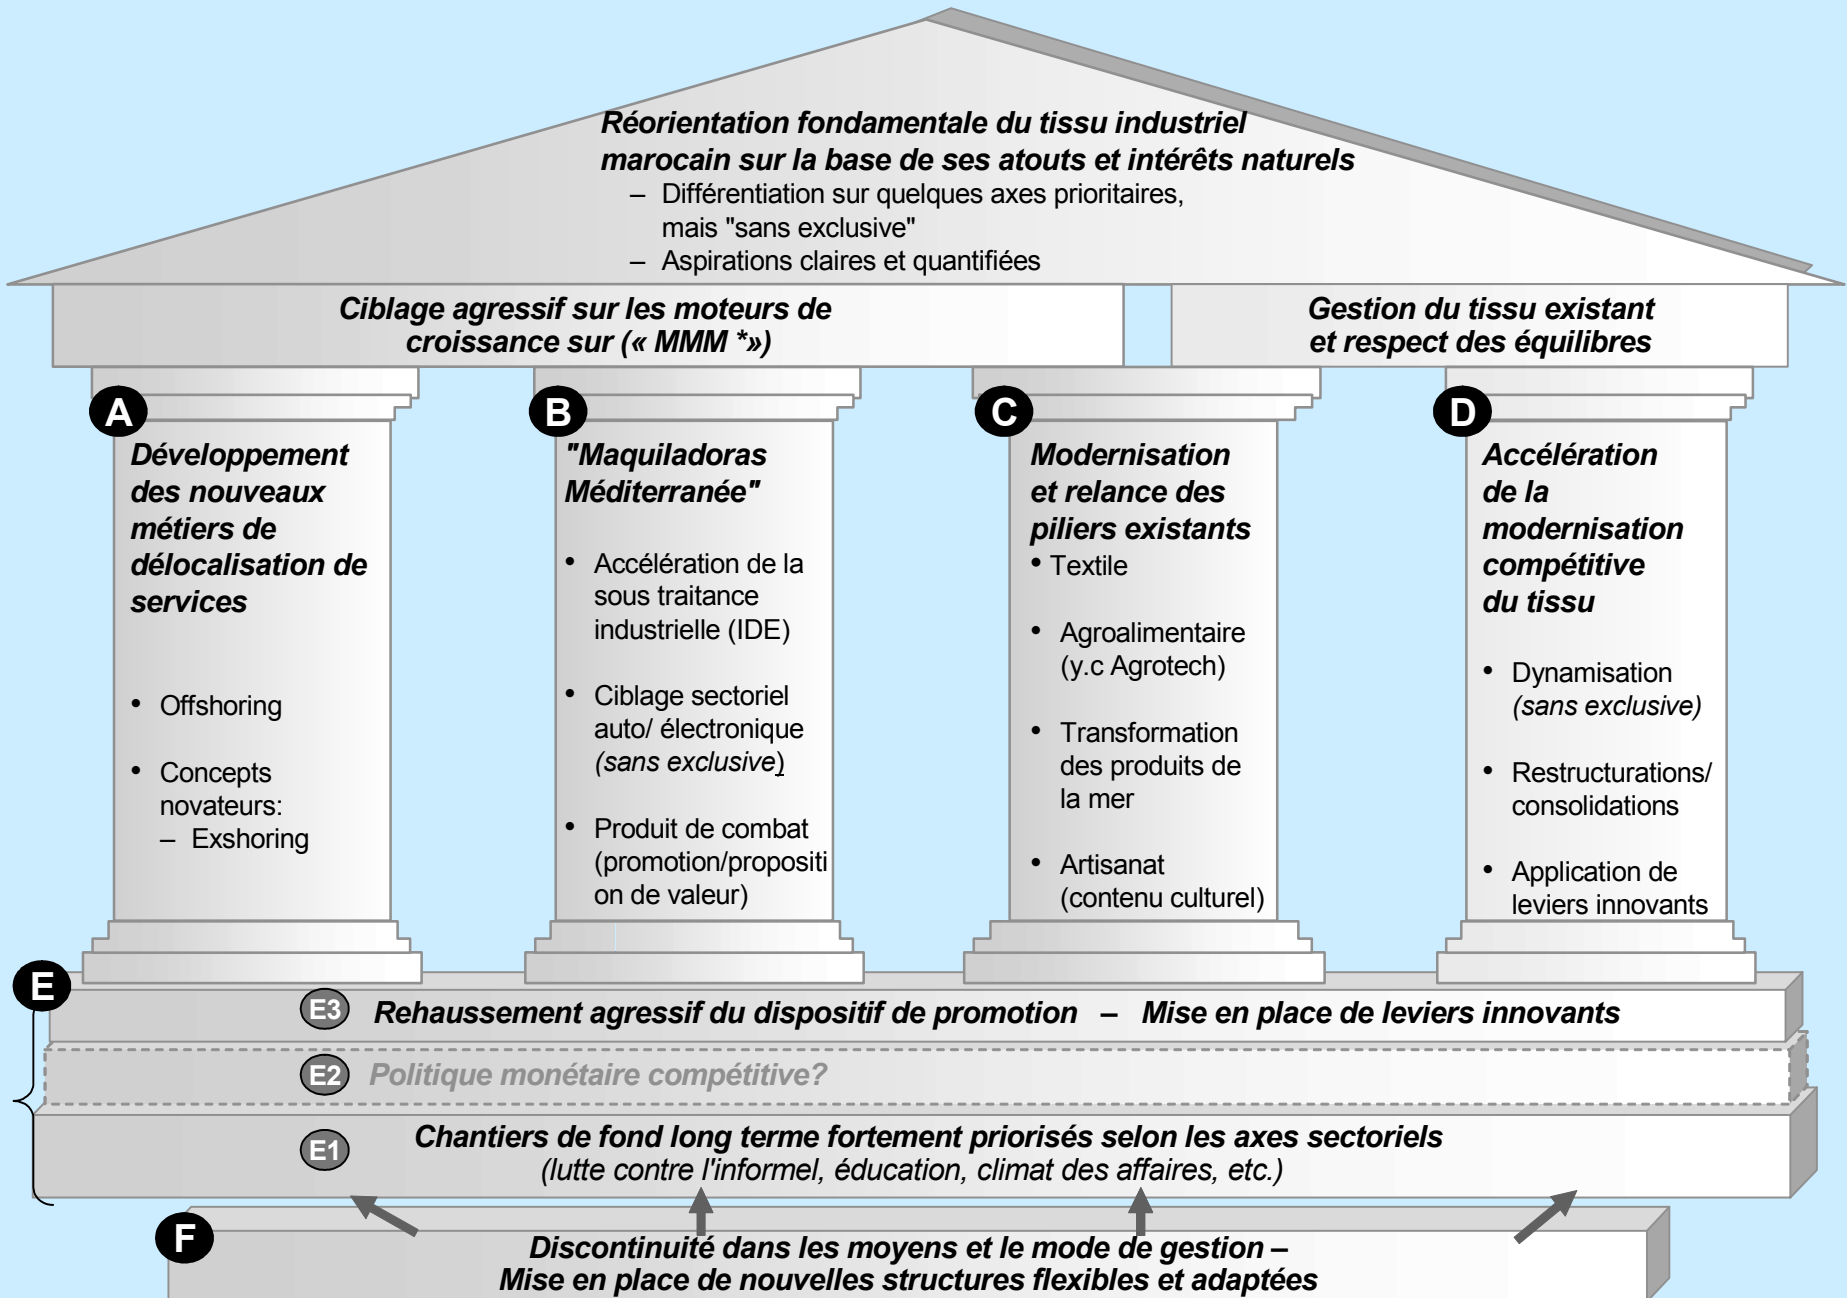 Réorientation fondamentale du tissu industriel
marocain sur la base de ses atouts et intérêts naturels
– Différentiation sur quelques axes prioritaires,
mais "sans exclusive"
– Aspirations claires et quantifiées
Ciblage agressif sur les moteurs de
croissance sur (« MMM *»)
Gestion du tissu existant
et respect des équilibres
A
Développement
des nouveaux
métiers de
délocalisation de
services
• Offshoring
• Concepts
novateurs:
– Exshoring
B
"Maquiladoras
Méditerranée"
• Accélération de la
sous traitance
industrielle (IDE)
• Ciblage sectoriel
auto/ électronique
(sans exclusive)
• Produit de combat
(promotion/propositi
on de valeur)
C
Modernisation
et relance des
piliers existants
• Textile
• Agroalimentaire
(y.c Agrotech)
• Transformation
des produits de
la mer
• Artisanat
(contenu culturel)
D
Accélération
de la
modernisation
compétitive
du tissu
• Dynamisation
(sans exclusive)
• Restructurations/
consolidations
• Application de
leviers innovants
E
E3 Rehaussement agressif du dispositif de promotion – Mise en place de leviers innovants
E2 Politique monétaire compétitive?
E1 Chantiers de fond long terme fortement priorisés selon les axes sectoriels
(lutte contre l'informel, éducation, climat des affaires, etc.)
F
Discontinuité dans les moyens et le mode de gestion –
Mise en place de nouvelles structures flexibles et adaptées